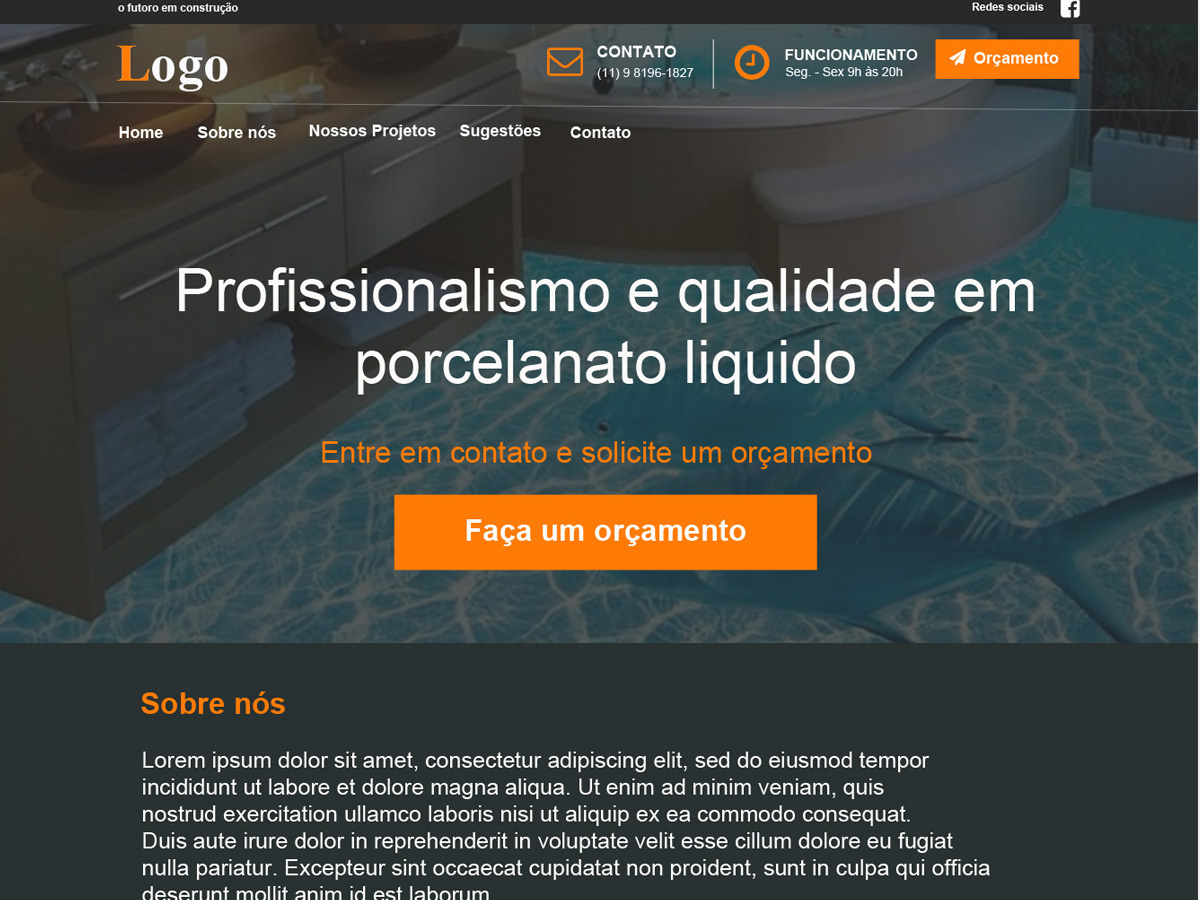 o futoro em construção
Redes sociais
Logo
CONTATO
(11) 9 8196-1827
FUNCIONAMENTO
Seg. - Sex 9h às 20h
Orçamento
Home
Sobre nós
Nossos Projetos
Sugestões
Contato
Profissionalismo e qualidade em
porcelanato liquido
Entre em contato e solicite um orçamento
Faça um orçamento
Sobre nós
Lorem ipsum dolor sit amet, consectetur adipiscing elit, sed do eiusmod tempor
incididunt ut labore et dolore magna aliqua. Ut enim ad minim veniam, quis
nostrud exercitation ullamco laboris nisi ut aliquip ex ea commodo consequat.
Duis aute irure dolor in reprehenderit in voluptate velit esse cillum dolore eu fugiat
nulla pariatur. Excepteur sint occaecat cupidatat non proident, sunt in culpa qui officia
deserunt mollit anim id est laborum.